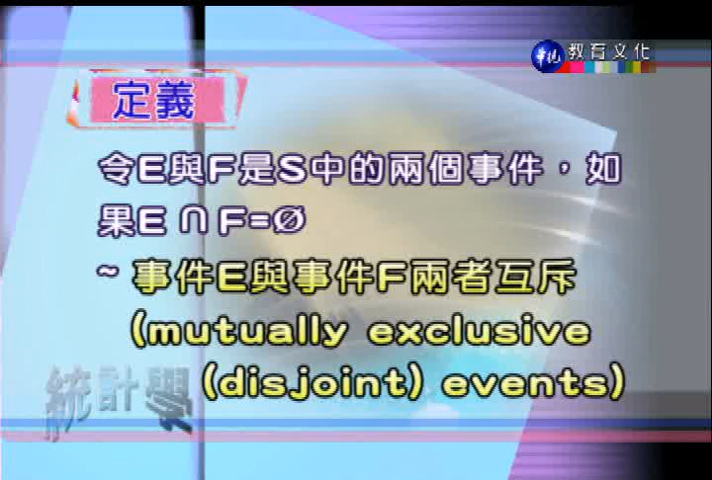 華視 教育文化
定義
令E與F是S中的兩個事件，如
果E∩F=Ø
~ 事件E與事件F兩者互斥
(mutually exclusive
(disjoint) events)
統計學